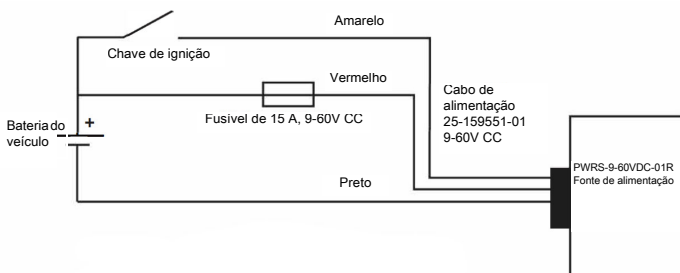 Amarelo
Chave de ignição
Vermelho
Fusível de 15 A, 9-60V CC
Cabo de
alimentação
25-159551-01
9-60V CC
Bateria do
veículo
+
PWRS-9-60VDC-01R
Fonte de alimentação
Preto